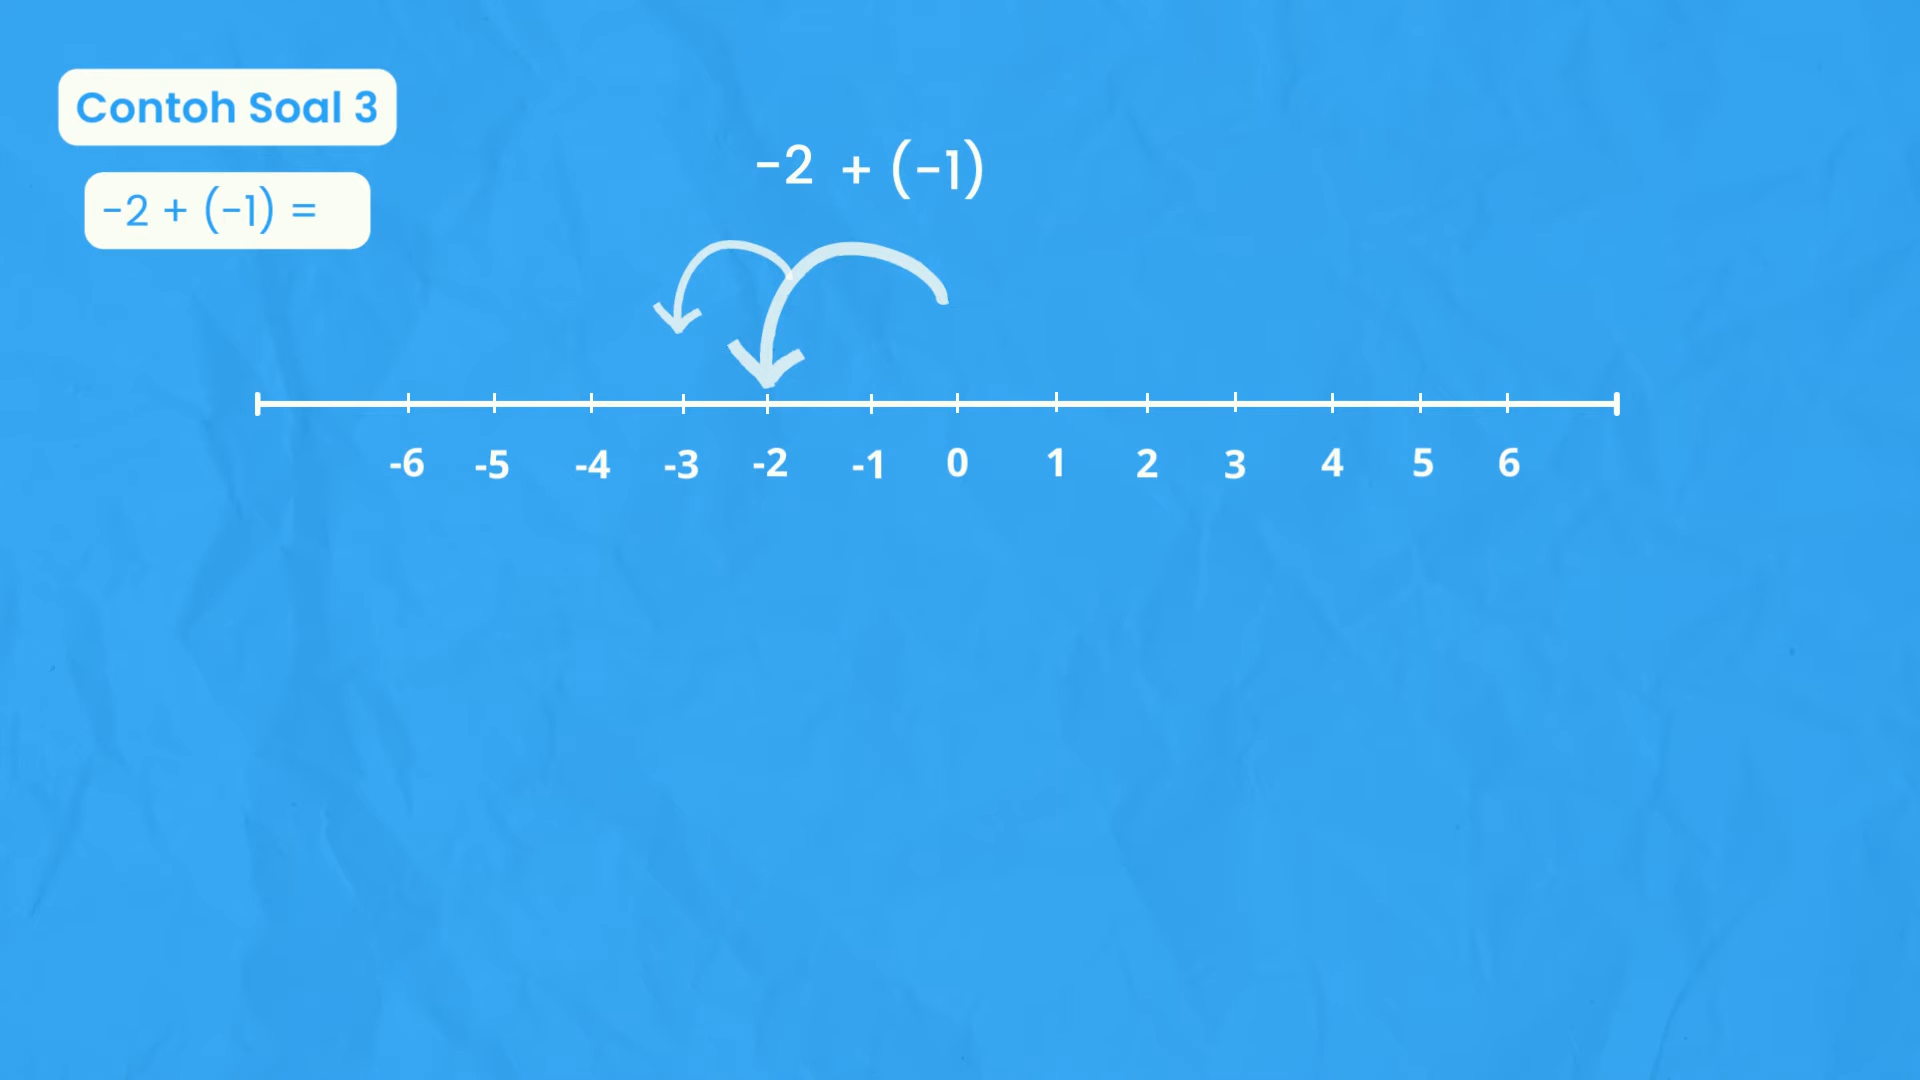 Contoh Soal 3
-2 + (-1) =
-2 + (-1)
-6 -5 -4 -3 -2 -1 0 1 2 3 4 5 6